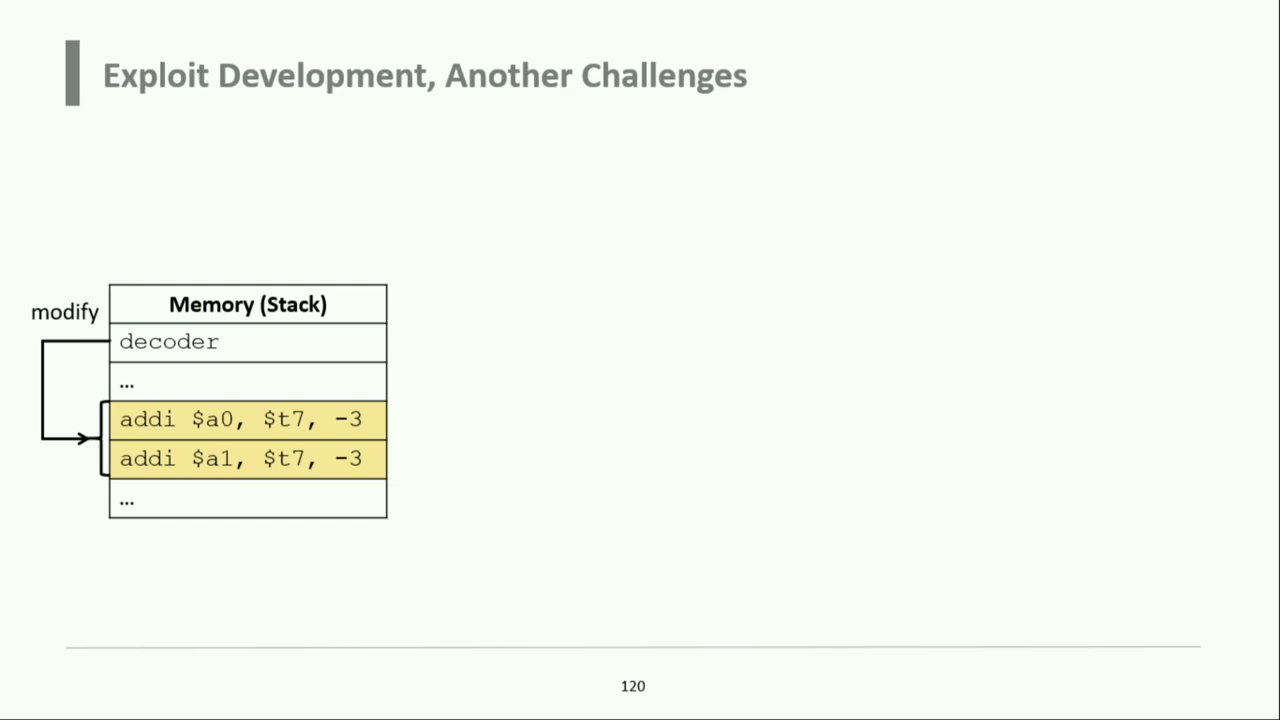 Exploit Development, Another Challenges
modify
Memory (Stack)
decoder
…
addi $a0, $t7, -3
addi $a1, $t7, -3
…
120